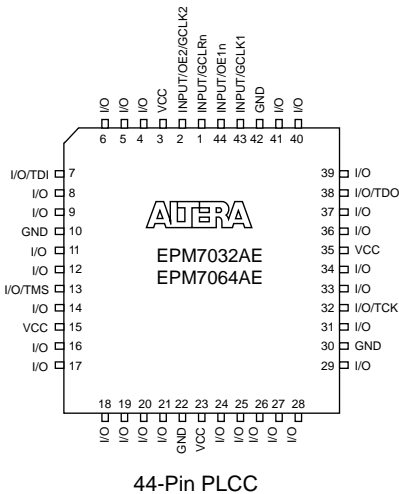 I/O
I/O
I/O
VCC
INPUT/OE2/GCLK2
INPUT/GCLRn
INPUT/OE1n
INPUT/GCLK1
GND
I/O
I/O
6 5 4 3 2 1 44 43 42 41 40
I/O/TDI 7 39 I/O
I/O 8 38 I/O/TDO
I/O 9 37 I/O
GND 10 36 I/O
I/O 11 35 VCC
I/O 12 34 I/O
I/O/TMS 13 33 I/O
I/O 14 32 I/O/TCK
VCC 15 31 I/O
I/O 16 30 GND
I/O 17 29 I/O
ALTERA
EPM7032AE
EPM7064AE
18 19 20 21 22 23 24 25 26 27 28
I/O
I/O
I/O
I/O
GND
VCC
I/O
I/O
I/O
I/O
I/O
44-Pin PLCC